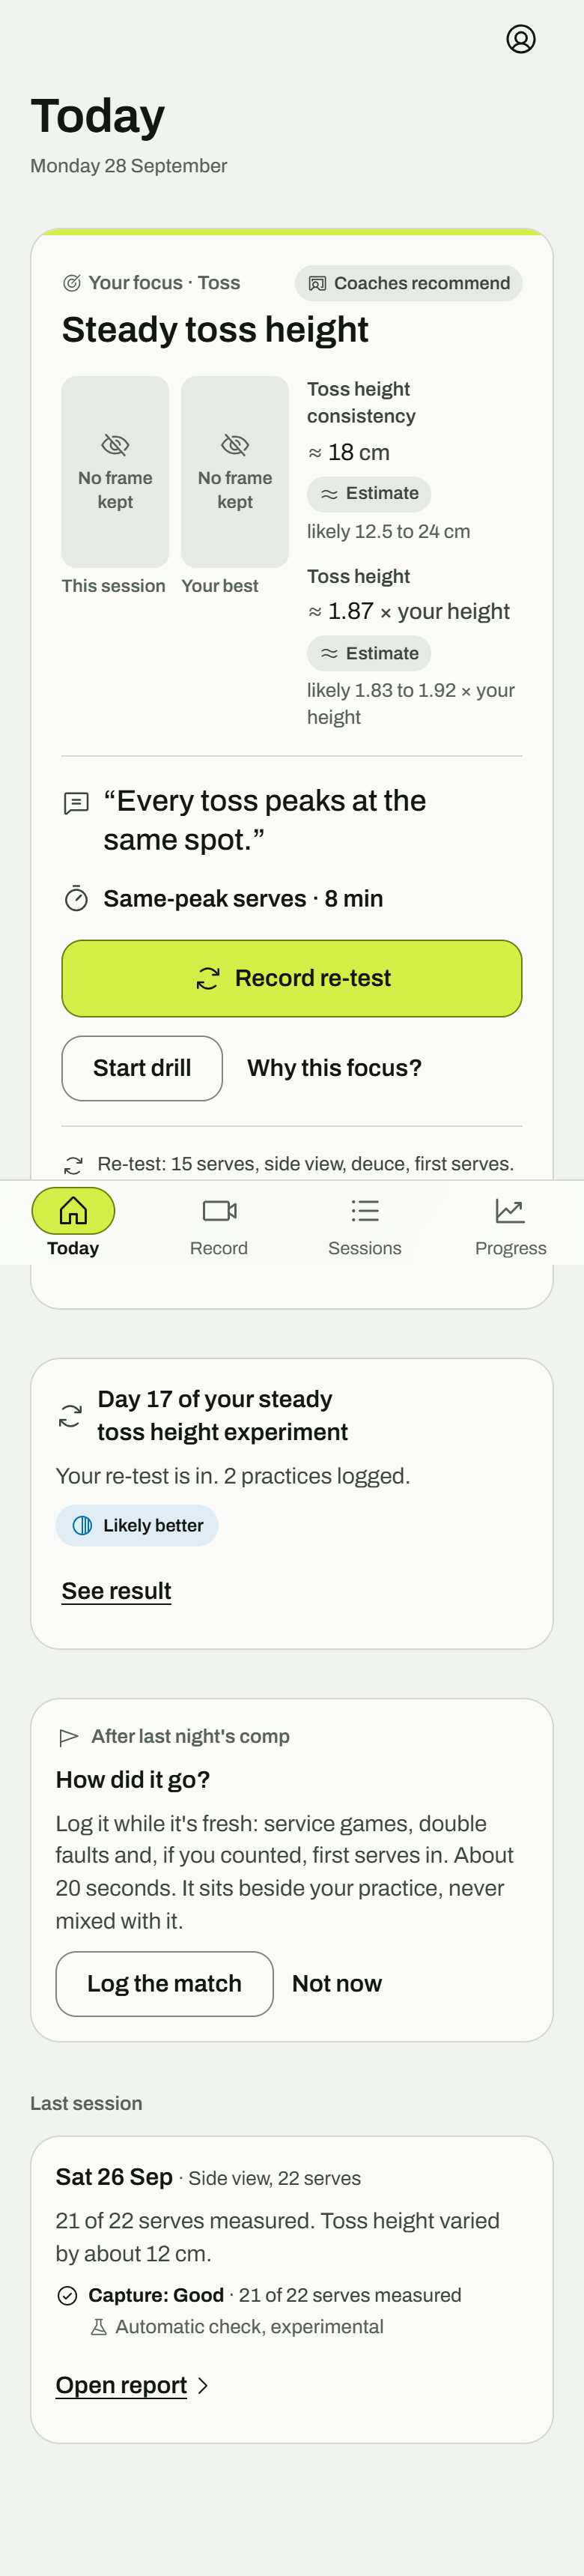 Today
Monday 28 September
Your focus · Toss
Coaches recommend
Steady toss height
No frame
kept
This session
No frame
kept
Your best
Toss height
consistency
≈ 18 cm
Estimate
likely 12.5 to 24 cm
Toss height
≈ 1.87 × your height
Estimate
likely 1.83 to 1.92 × your
height
“Every toss peaks at the
same spot.”
Same-peak serves · 8 min
Record re-test
Start drill
Why this focus?
Re-test: 15 serves, side view, deuce, first serves.
Today
Record
Sessions
Progress
Day 17 of your steady
toss height experiment
Your re-test is in. 2 practices logged.
Likely better
See result
After last night's comp
How did it go?
Log it while it's fresh: service games, double
faults and, if you counted, first serves in. About
20 seconds. It sits beside your practice, never
mixed with it.
Log the match
Not now
Last session
Sat 26 Sep · Side view, 22 serves
21 of 22 serves measured. Toss height varied
by about 12 cm.
Capture: Good · 21 of 22 serves measured
Automatic check, experimental
Open report